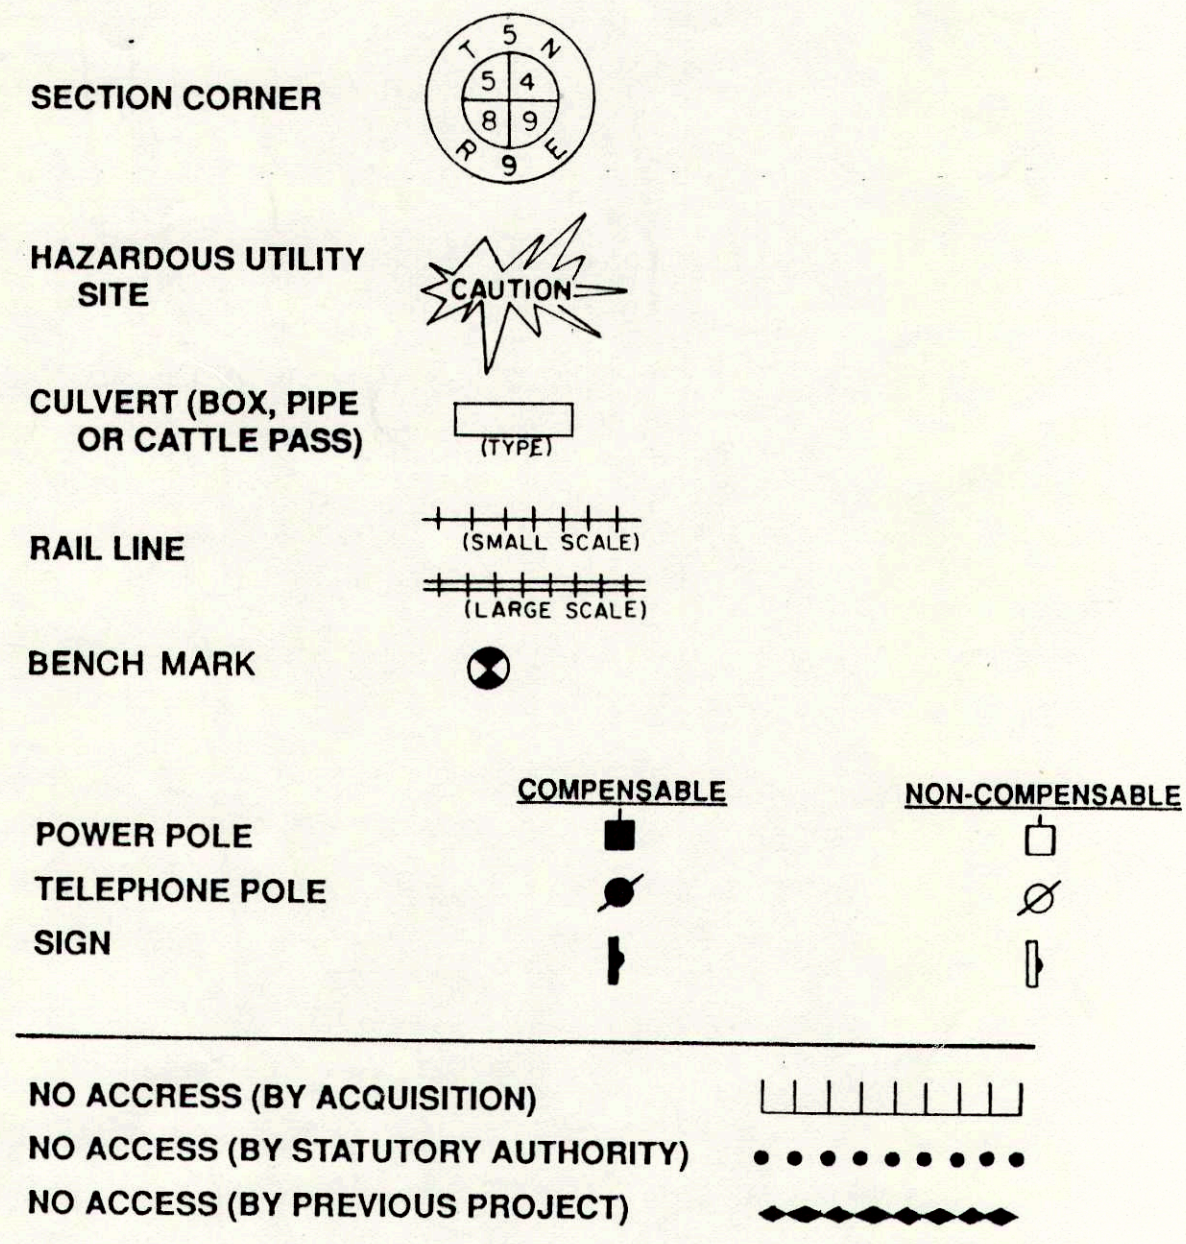 T 5 N
5 4
8 9
R 9 E
SECTION CORNER
HAZARDOUS UTILITY
SITE
CAUTION
CULVERT (BOX, PIPE
OR CATTLE PASS)
(TYPE)
RAIL LINE
(SMALL SCALE)
(LARGE SCALE)
BENCH MARK
COMPENSABLE NON-COMPENSABLE
POWER POLE
TELEPHONE POLE
SIGN
NO ACCRESS (BY ACQUISITION)
NO ACCESS (BY STATUTORY AUTHORITY)
NO ACCESS (BY PREVIOUS PROJECT)